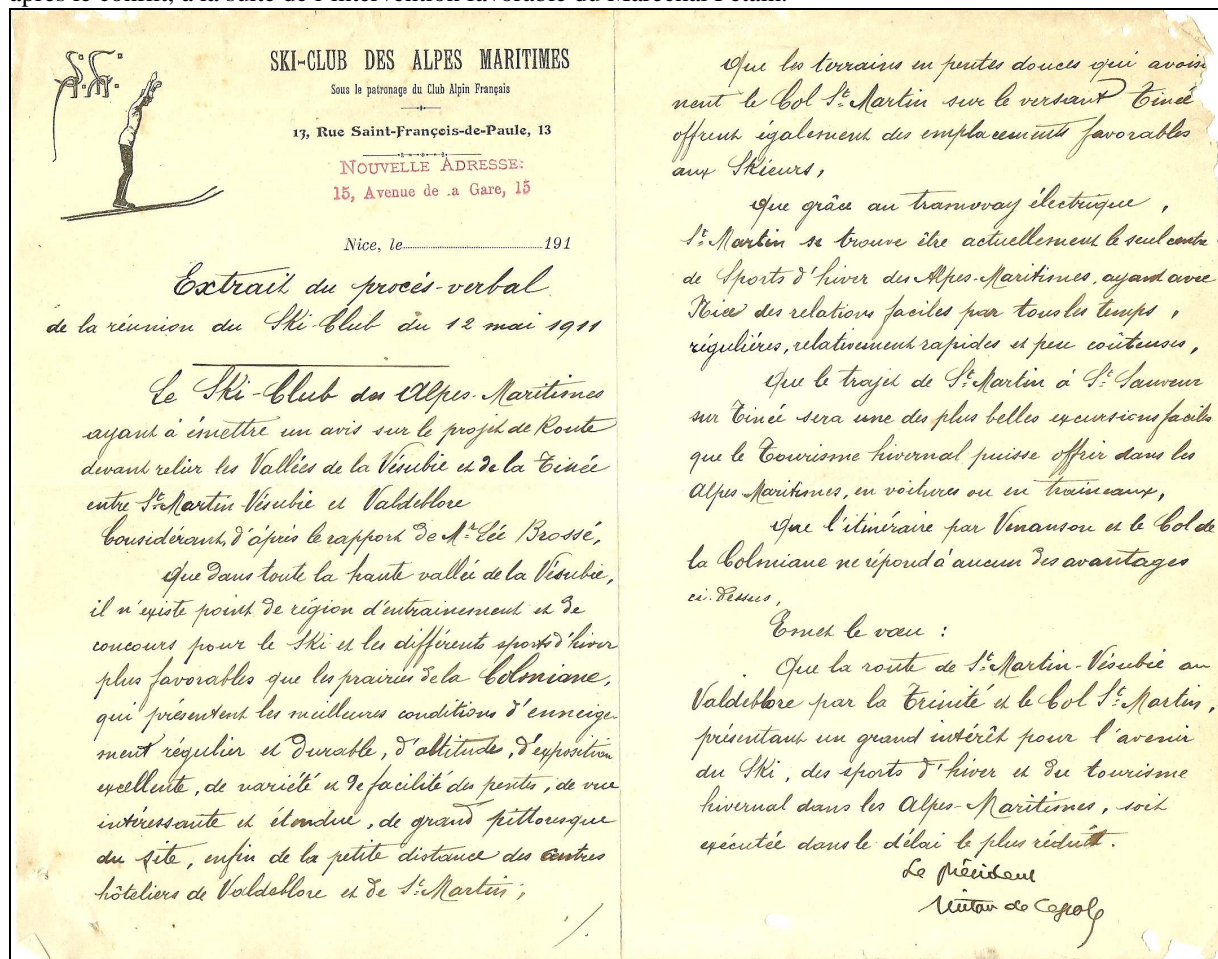 après le conflit, à la suite de l'intervention favorable du Maréchal Pétain.
SKI-CLUB DES ALPES MARITIMES
Sous le patronage du Club Alpin Français
13, Rue Saint-François-de-Paule, 13
NOUVELLE ADRESSE:
15, Avenue de .a Gare, 15
Nice, le 191
Extrait du procès-verbal
de la réunion du Ski-Club du 12 mai 1911
Le Ski-Club des Alpes-Maritimes
ayant à émettre un avis sur le projet de Route
devant relier les Vallées de la Vésubie et de la Tinée
entre St Martin-Vésubie et Valdeblore
Considérant, d'après le rapport de Mr Lée Brossé,
Que dans toute la haute vallée de la Vésubie,
il n'existe point de région d'entrainement et de
concours pour le Ski et les différents sports d'hiver
plus favorables que les prairies de la Colmiane,
qui présentent les meilleures conditions d'enneige-
ment régulier et durable, d'altitude, d'exposition
excellente, de variété et de facilité des pentes, de vue
intéressante et étendue, de grand pittoresque
du site, enfin de la petite distance des centres
hôteliers de Valdeblore et de St Martin;
./.
Que les terrains en pentes douces qui avoisi
nent le Col St Martin sur le versant Tinée
offrent également des emplacements favorables
aux Skieurs,
Que grâce au tramway électrique,
St Martin se trouve être actuellement le seul centre
de Sports d'hiver des Alpes-Maritimes, ayant avec
Nice des relations faciles par tous les temps,
régulières, relativement rapides et peu coûteuses,
Que le trajet de St Martin à St Sauveur
sur Tinée sera une des plus belles excursions faciles
que le Tourisme hivernal puisse offrir dans les
Alpes Maritimes, en voitures ou en traineaux,
Que l'itinéraire par Venanson et le Col de
la Colmiane ne répond à aucun des avantages
ci-dessus,
Emet le vœu :
Que la route de St Martin-Vésubie au
Valdeblore par la Trinité et le Col St Martin,
présentant un grand intérêt pour l'avenir
du Ski, des sports d'hiver et du tourisme
hivernal dans les Alpes-Maritimes, soit
exécutée dans le délai le plus réduit.
Le président
de Cessole